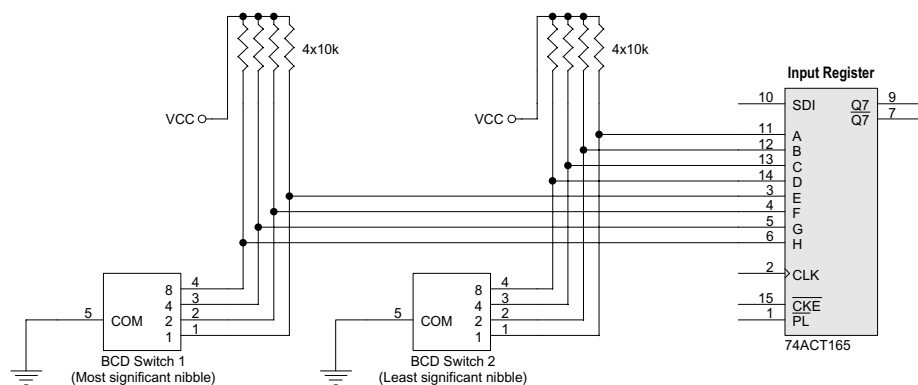 4x10k
4x10k
VCC
VCC
Input Register
10 SDI Q7 9
Q7 7
11 A
12 B
13 C
14 D
3 E
4 F
5 G
6 H
2 CLK
15 CKE
1 PL
74ACT165
5 COM 8 4
4 3
2 2
1 1
BCD Switch 1
(Most significant nibble)
5 COM 8 4
4 3
2 2
1 1
BCD Switch 2
(Least significant nibble)